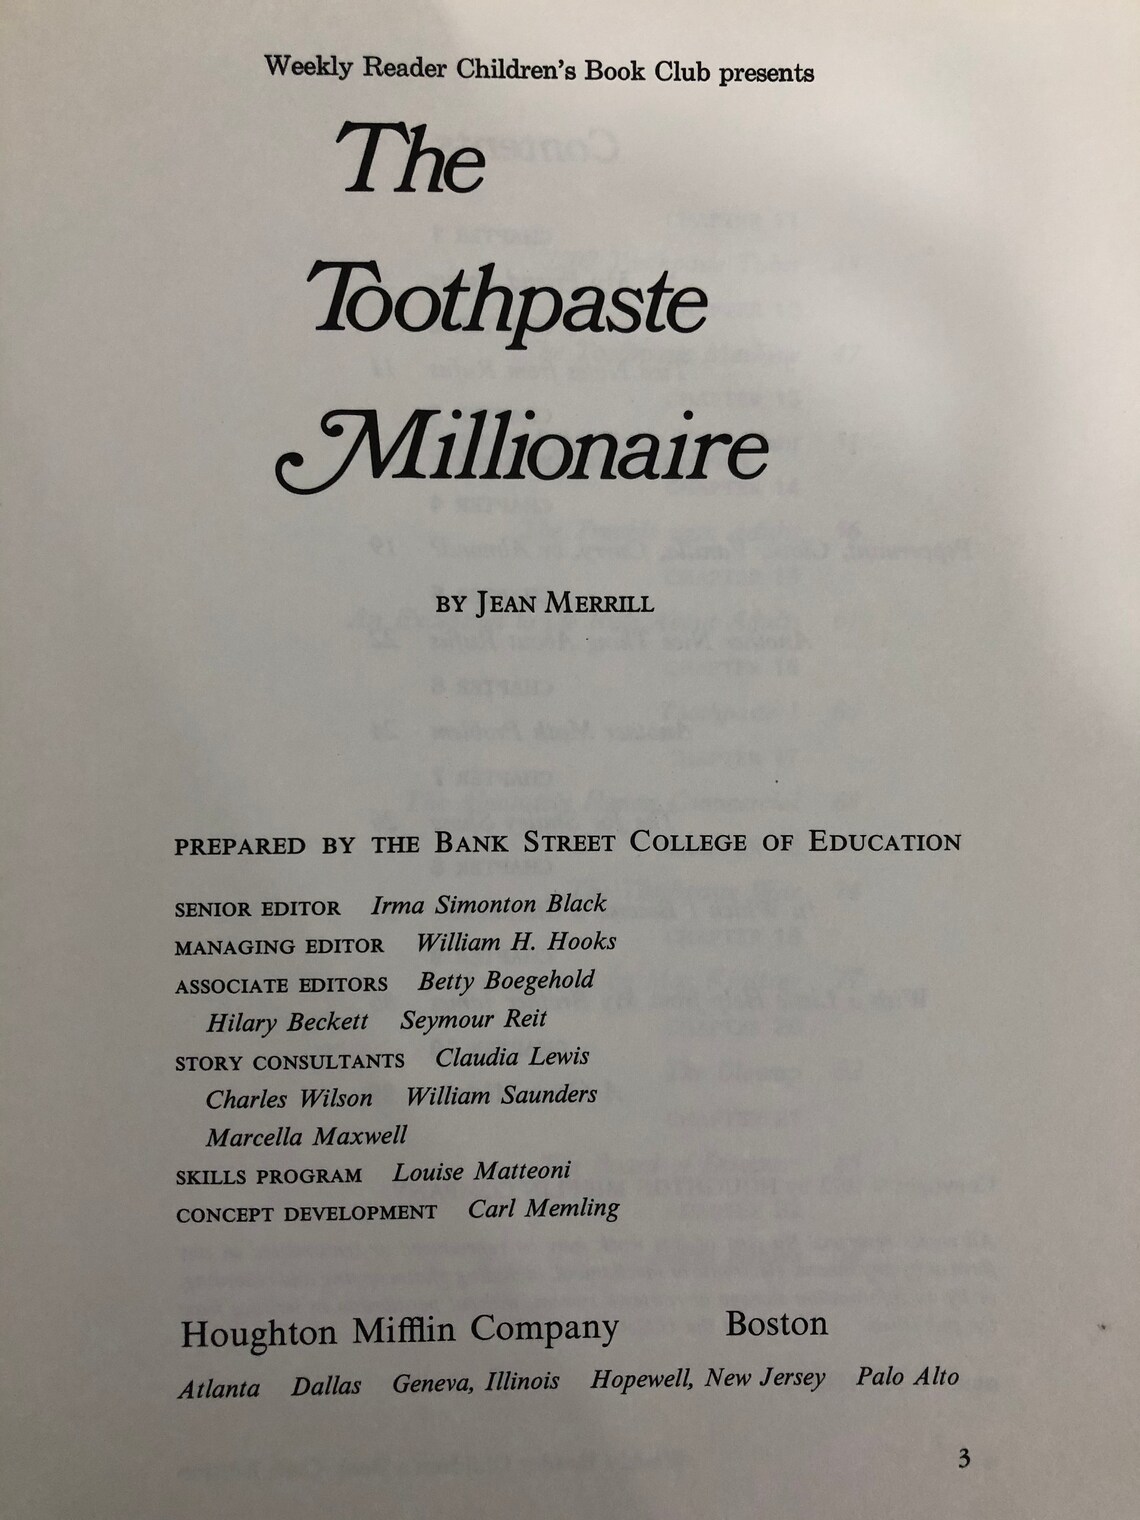 Weekly Reader Children's Book Club presents
The
Toothpaste
Millionaire
BY JEAN MERRILL
PREPARED BY THE BANK STREET COLLEGE OF EDUCATION
SENIOR EDITOR Irma Simonton Black
MANAGING EDITOR William H. Hooks
ASSOCIATE EDITORS Betty Boegehold
Hilary Beckett Seymour Reit
STORY CONSULTANTS Claudia Lewis
Charles Wilson William Saunders
Marcella Maxwell
SKILLS PROGRAM Louise Matteoni
CONCEPT DEVELOPMENT Carl Memling
Houghton Mifflin Company Boston
Atlanta Dallas Geneva, Illinois Hopewell, New Jersey Palo Alto
3